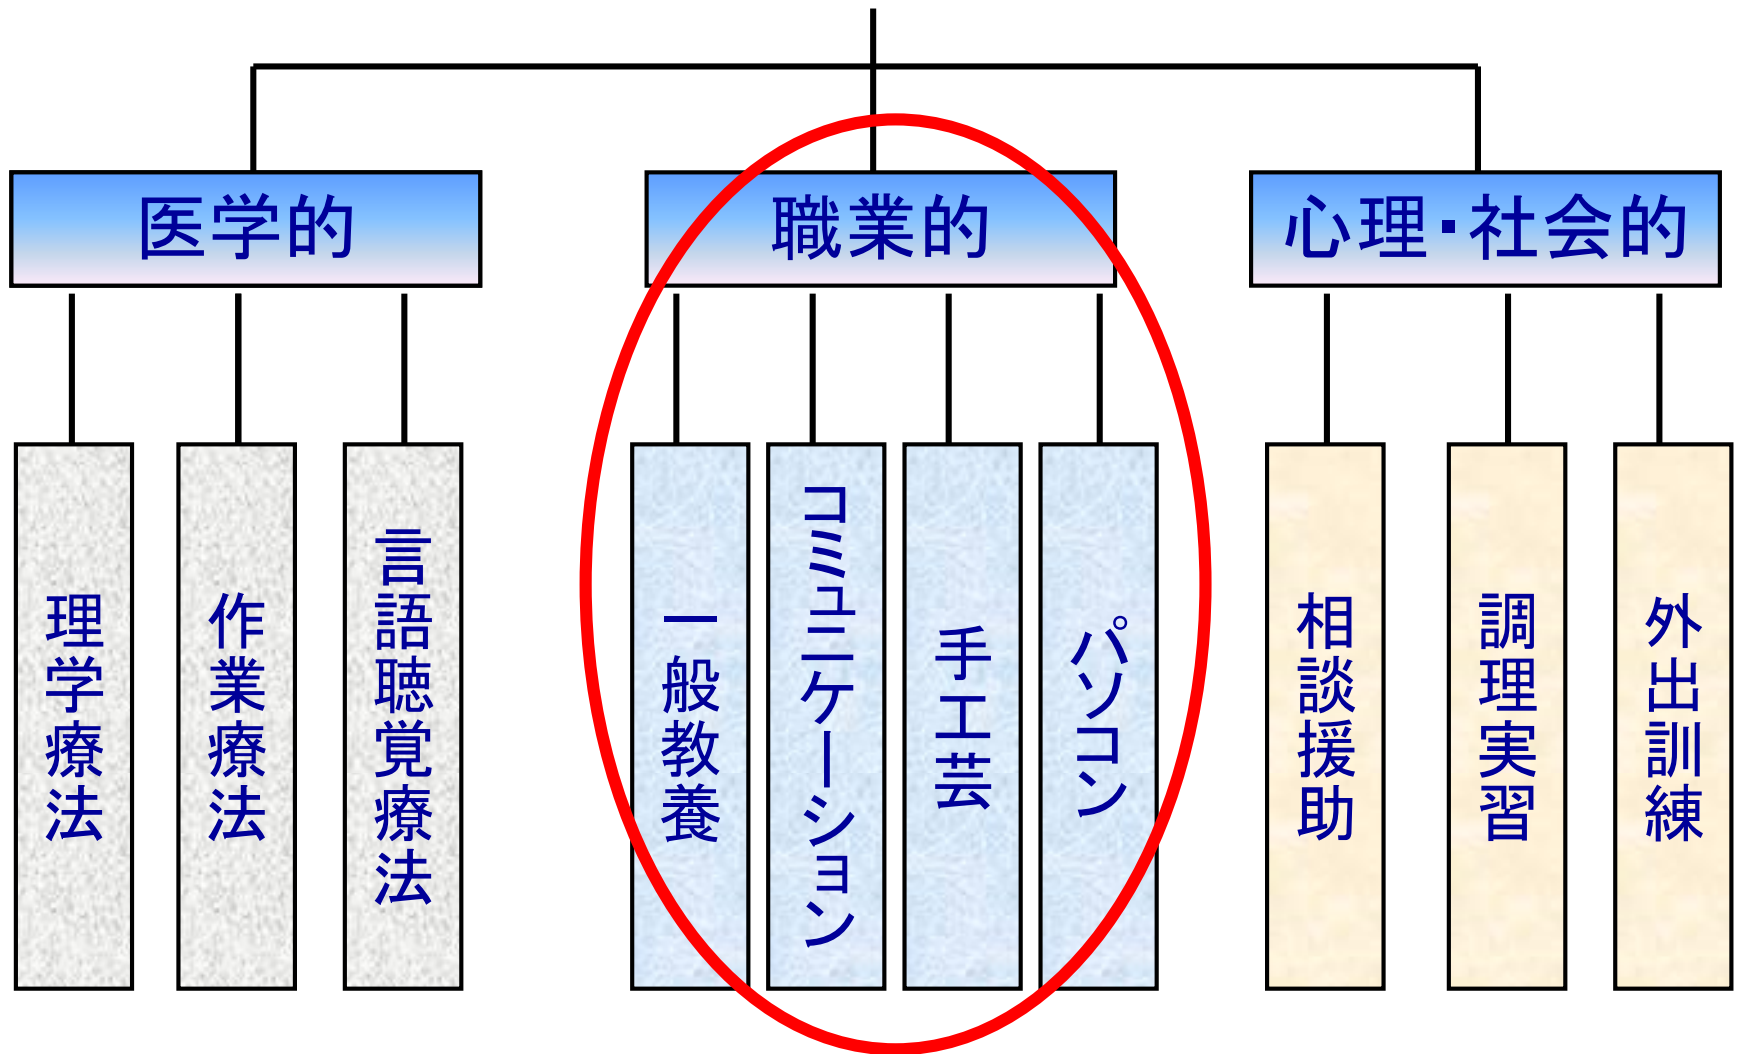 医学的
職業的
心理・社会的
理学療法
作業療法
言語聴覚療法
一般教養
コミュニケーション
手工芸
パソコン
相談援助
調理実習
外出訓練